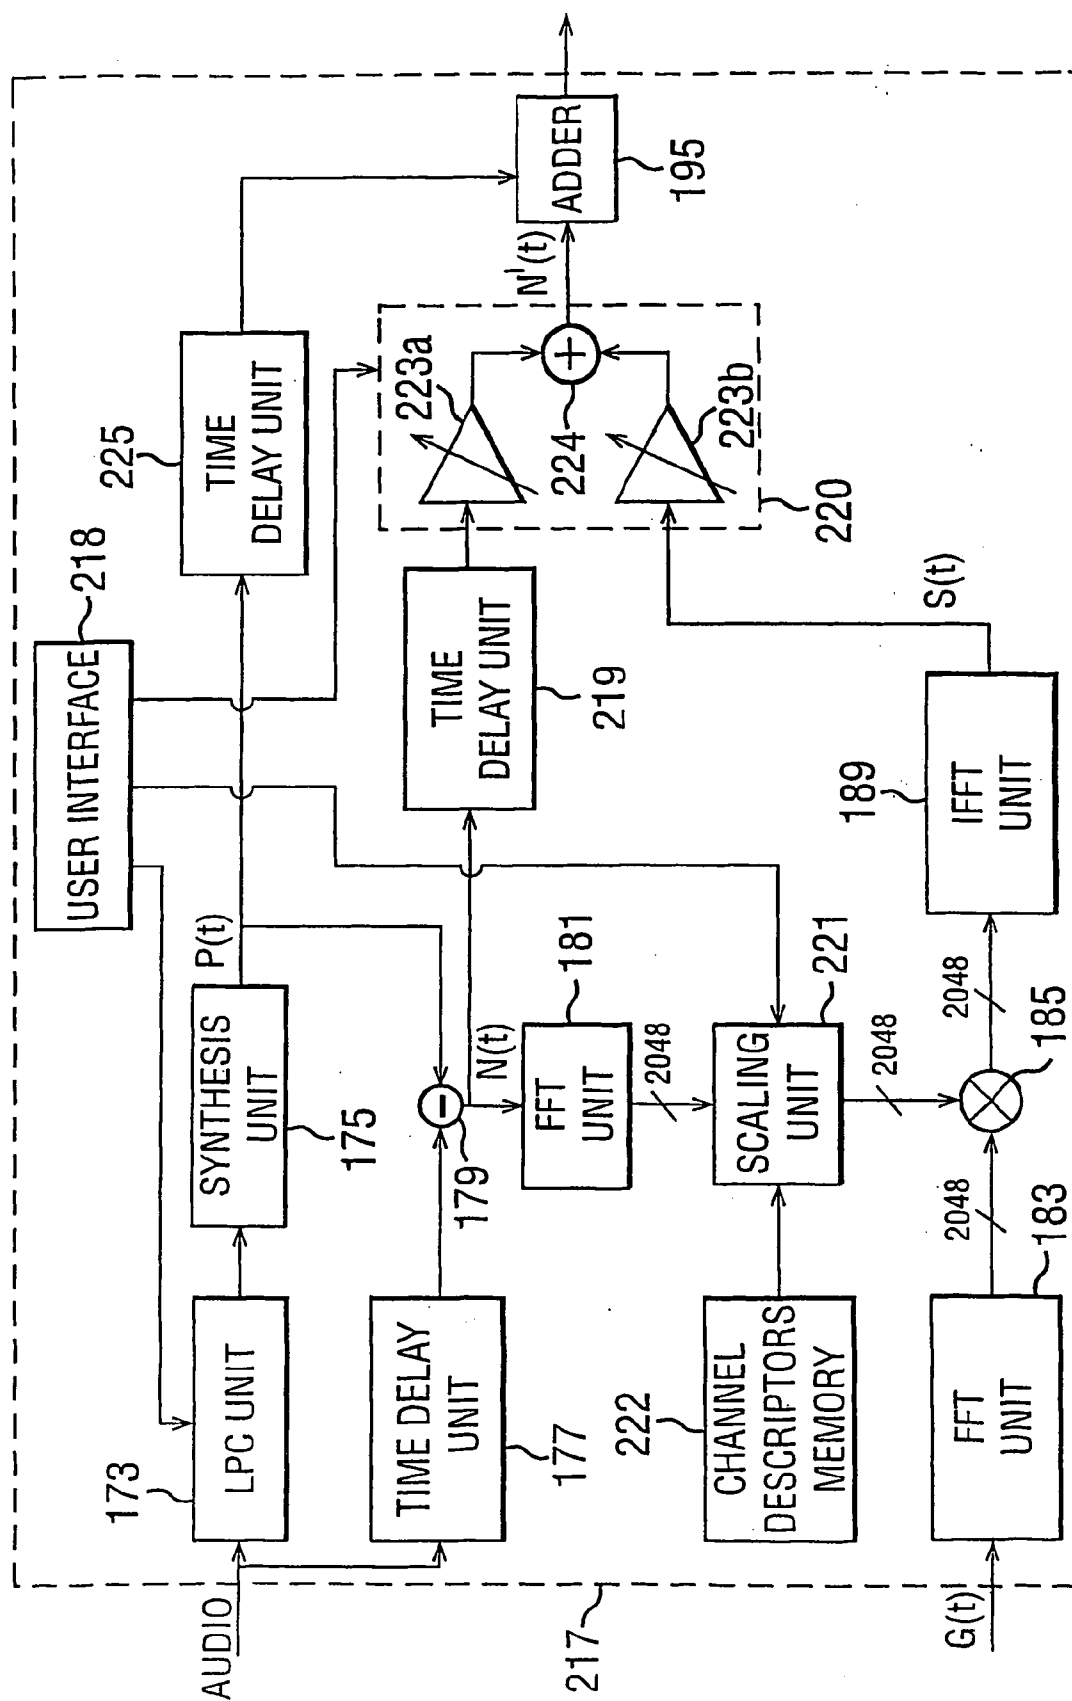 USER INTERFACE
218
225
TIME
DELAY UNIT
AUDIO
173
LPC UNIT
SYNTHESIS
UNIT
175
P(t)
TIME DELAY
UNIT
177
-
179
N(t)
TIME
DELAY UNIT
219
223a
+
224
223b
220
N'(t)
ADDER
195
FFT
UNIT
181
2048
222
CHANNEL
DESCRIPTORS
MEMORY
SCALING
UNIT
221
2048
217
G(t)
FFT
UNIT
183
2048
185
2048
189
IFFT
UNIT
S(t)